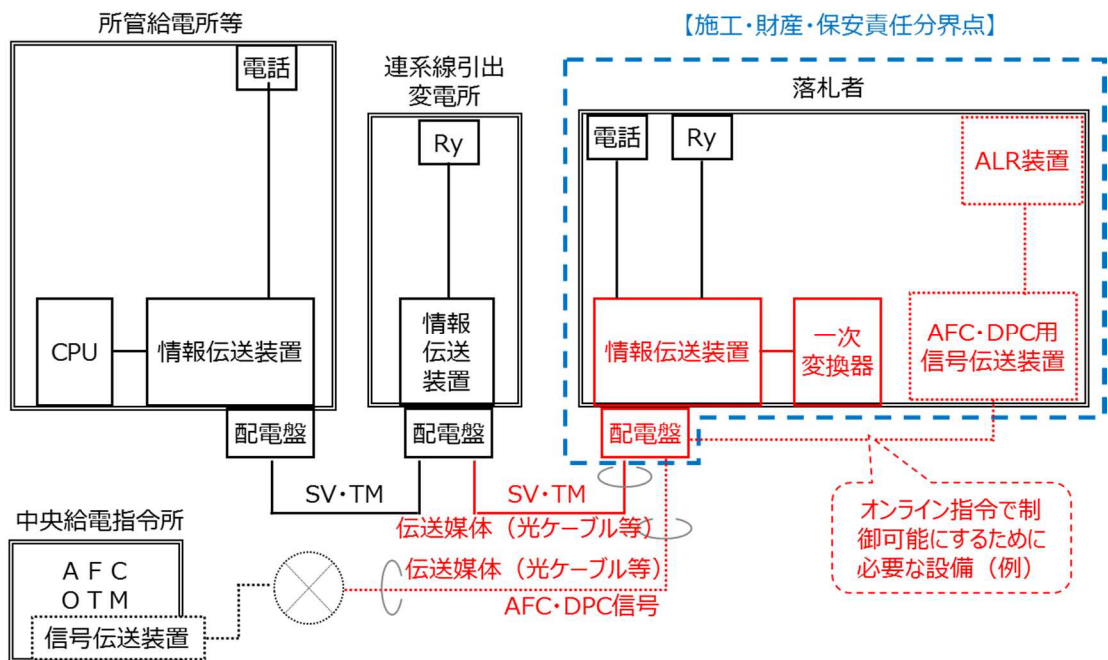 所管給電所等
【施工・財産・保安責任分界点】
電話
連系線引出
変電所
落札者
Ry
電話
Ry
ALR装置
CPU
情報伝送装置
情報
伝送
装置
情報伝送装置
一次
変換器
AFC・DPC用
信号伝送装置
配電盤
配電盤
配電盤
SV・TM
SV・TM
伝送媒体（光ケーブル等）
オンライン指令で制
御可能にするために
必要な設備（例）
中央給電指令所
ＡＦＣ
ＯＴＭ
信号伝送装置
伝送媒体（光ケーブル等）
AFC・DPC信号